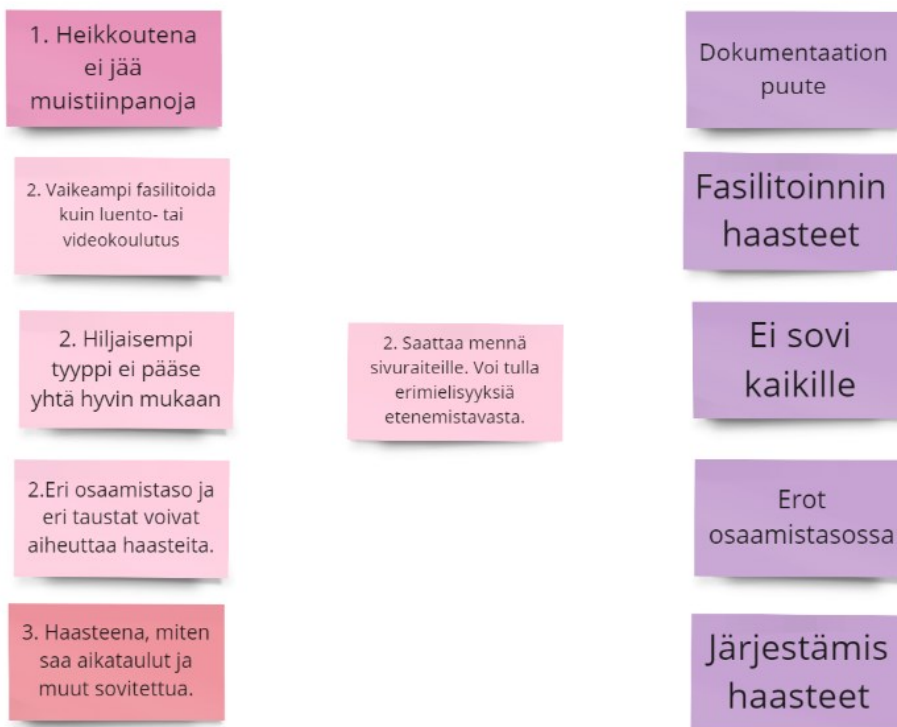 1. Heikkoutena
ei jää
muistiinpanoja
Dokumentaation
puute
2. Vaikeampi fasilitoida
kuin luento- tai
videokoulutus
Fasilitoinnin
haasteet
2. Hiljaisempi
tyyppi ei pääse
yhtä hyvin mukaan
2. Saattaa mennä
sivuraiteille. Voi tulla
erimielisyyksiä
etenemistavasta.
Ei sovi
kaikille
2.Eri osaamistaso ja
eri taustat voivat
aiheuttaa haasteita.
Erot
osaamistasossa
3. Haasteena, miten
saa aikataulut ja
muut sovitettua.
Järjestämis
haasteet